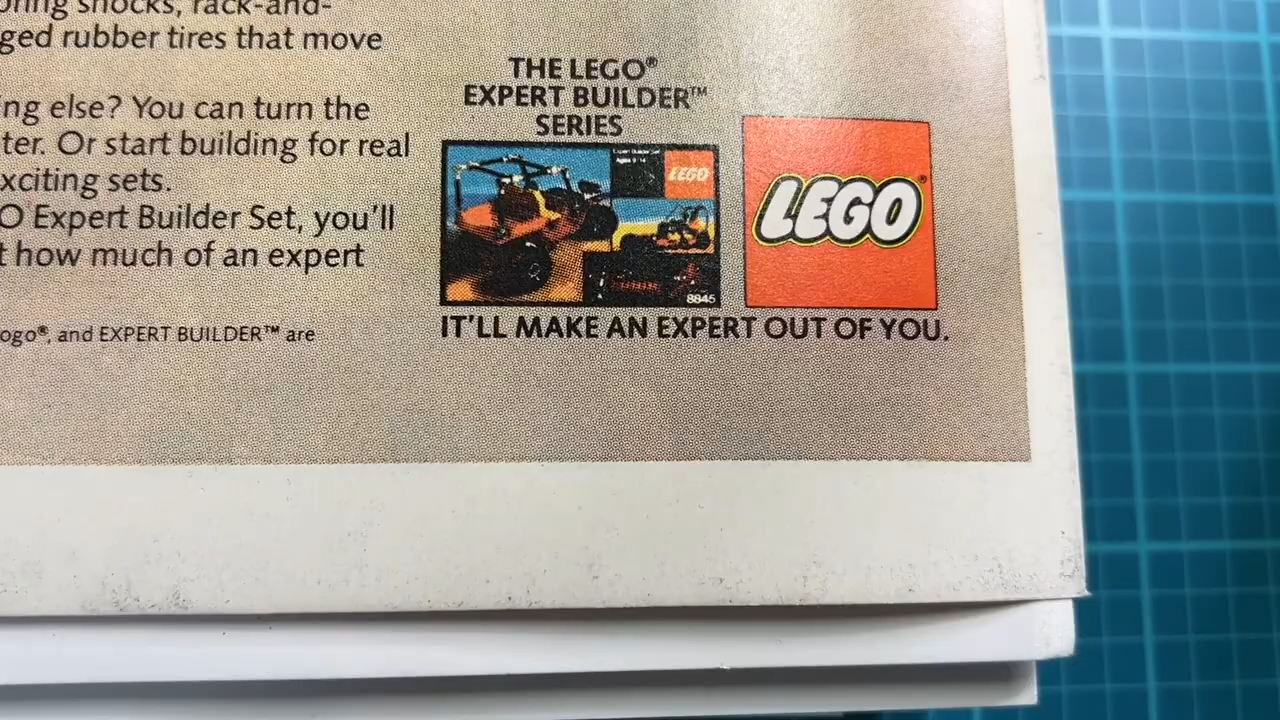 oring shocks, rack-and-
ged rubber tires that move
ing else? You can turn the
ter. Or start building for real
xciting sets.
O Expert Builder Set, you'll
t how much of an expert
ogo®, and EXPERT BUILDER™ are
THE LEGO®
EXPERT BUILDER™
SERIES
LEGO
8845
LEGO®
IT'LL MAKE AN EXPERT OUT OF YOU.